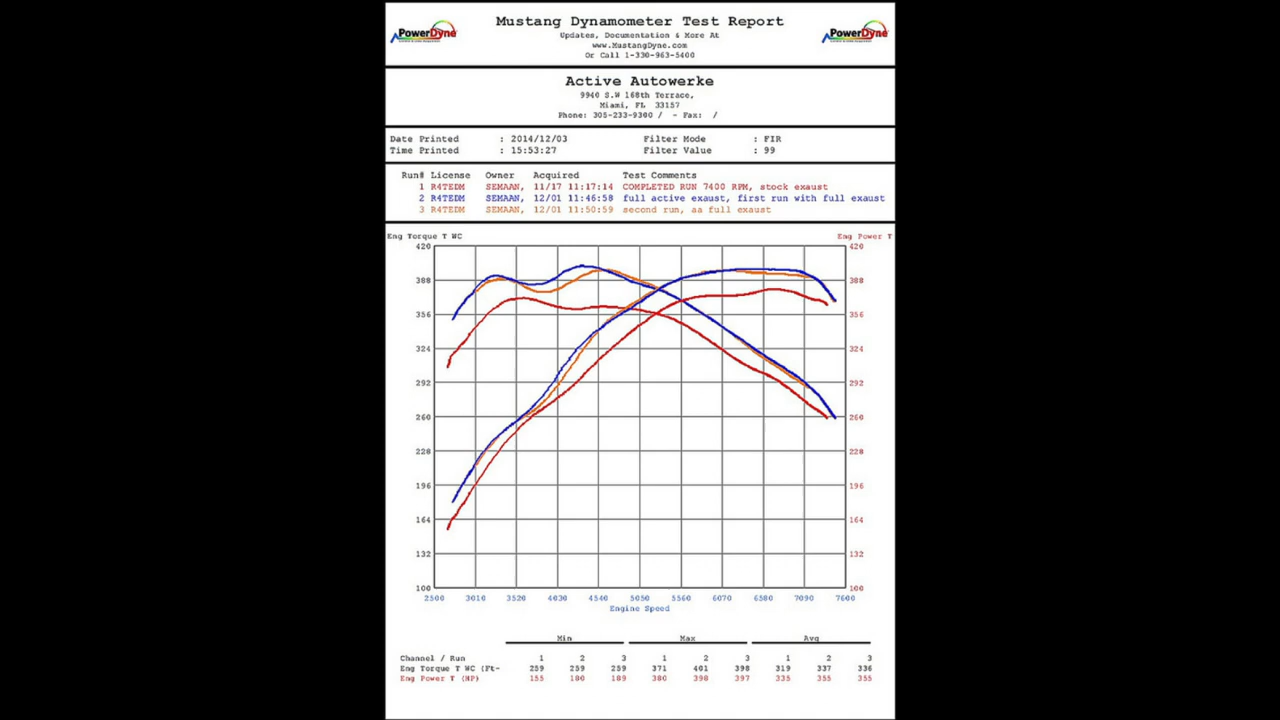 PowerDyne
Mustang Dynamometer Test Report
PowerDyne
Updates, Documentation & More At
www.MustangDyne.com
Or Call 1-330-963-5400
Active Autowerke
9940 S.W 168th Terrace,
Miami, FL 33157
Phone: 305-233-9300 / - Fax: /
Date Printed : 2014/12/03 Filter Mode : FIR
Time Printed : 15:53:27 Filter Value : 99
Run# License Owner Acquired Test Comments
1 R4TEDM SEMAAN, 11/17 11:17:14 COMPLETED RUN 7400 RPM, stock exaust
2 R4TEDM SEMAAN, 12/01 11:46:58 full active exaust, first run with full exaust
3 R4TEDM SEMAAN, 12/01 11:50:59 second run, aa full exaust
Eng Torque T WC Eng Power T
420 420
388 388
356 356
324 324
292 292
260 260
228 228
196 196
164 164
132 132
100 100
2500 3010 3520 4030 4540 5050 5560 6070 6580 7090 7600
Engine Speed
Min Max Avg
Channel / Run 1 2 3 1 2 3 1 2 3
Eng Torque T WC (Ft- 259 259 259 371 401 398 319 337 336
Eng Power T (HP) 155 180 189 380 398 397 335 355 355